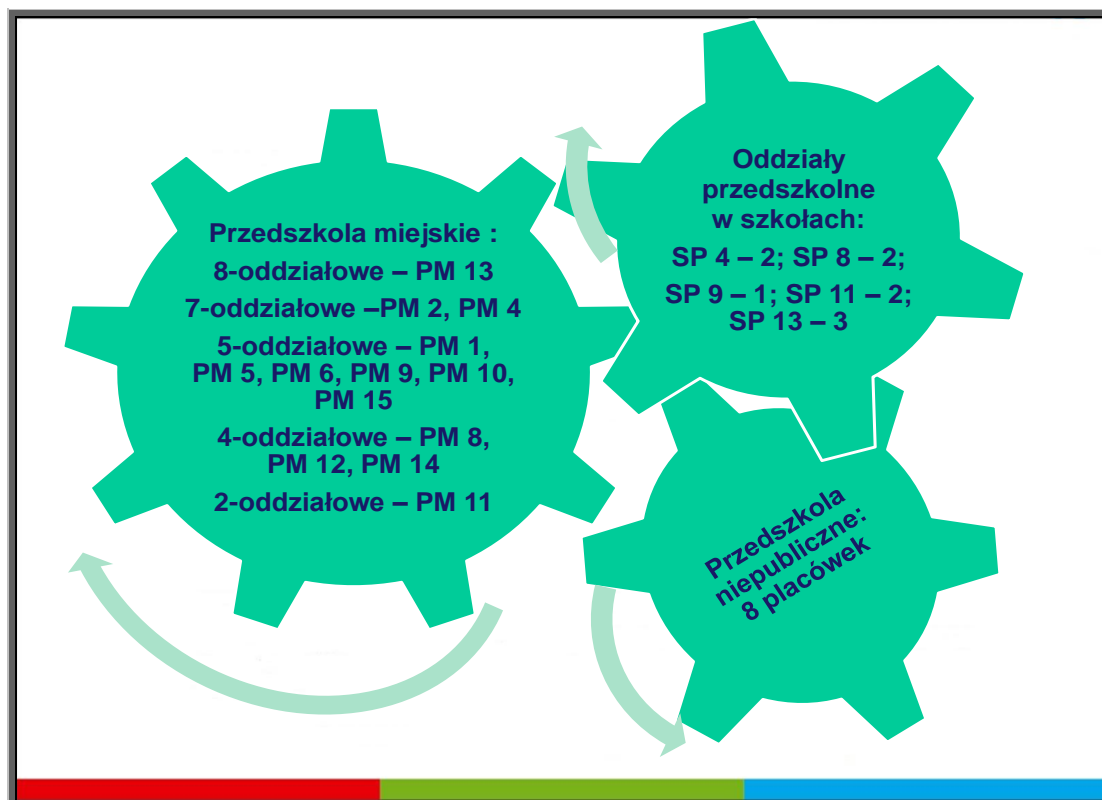 Przedszkola miejskie :
8-oddziałowe – PM 13
7-oddziałowe –PM 2, PM 4
5-oddziałowe – PM 1,
PM 5, PM 6, PM 9, PM 10,
PM 15
4-oddziałowe – PM 8,
PM 12, PM 14
2-oddziałowe – PM 11
Oddziały
przedszkolne
w szkołach:
SP 4 – 2; SP 8 – 2;
SP 9 – 1; SP 11 – 2;
SP 13 – 3
Przedszkola
niepubliczne:
8 placówek